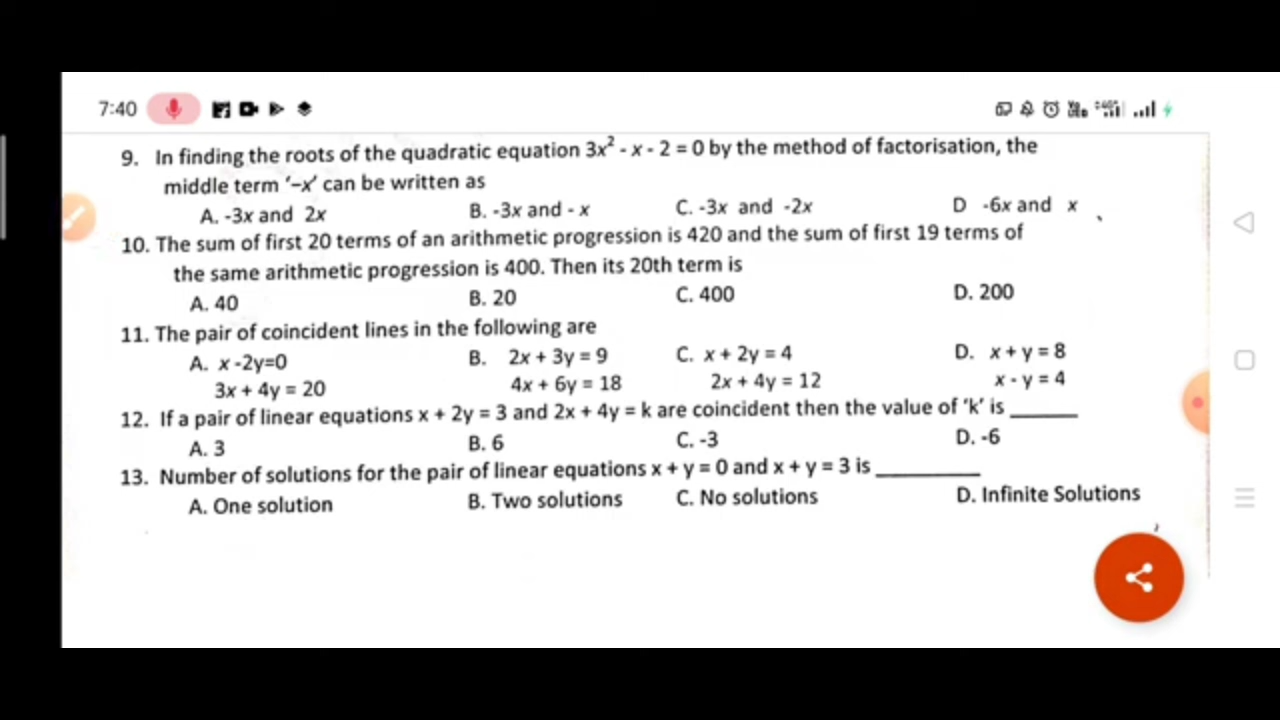 7:40
9. In finding the roots of the quadratic equation 3x² - x - 2 = 0 by the method of factorisation, the
middle term ‘–x’ can be written as
A. -3x and 2x B. -3x and - x C. -3x and -2x D -6x and x
10. The sum of first 20 terms of an arithmetic progression is 420 and the sum of first 19 terms of
the same arithmetic progression is 400. Then its 20th term is
A. 40 B. 20 C. 400 D. 200
11. The pair of coincident lines in the following are
A. x -2y=0 B. 2x + 3y = 9 C. x + 2y = 4 D. x + y = 8
3x + 4y = 20 4x + 6y = 18 2x + 4y = 12 x - y = 4
12. If a pair of linear equations x + 2y = 3 and 2x + 4y = k are coincident then the value of ‘k’ is ______
A. 3 B. 6 C. -3 D. -6
13. Number of solutions for the pair of linear equations x + y = 0 and x + y = 3 is _________
A. One solution B. Two solutions C. No solutions D. Infinite Solutions